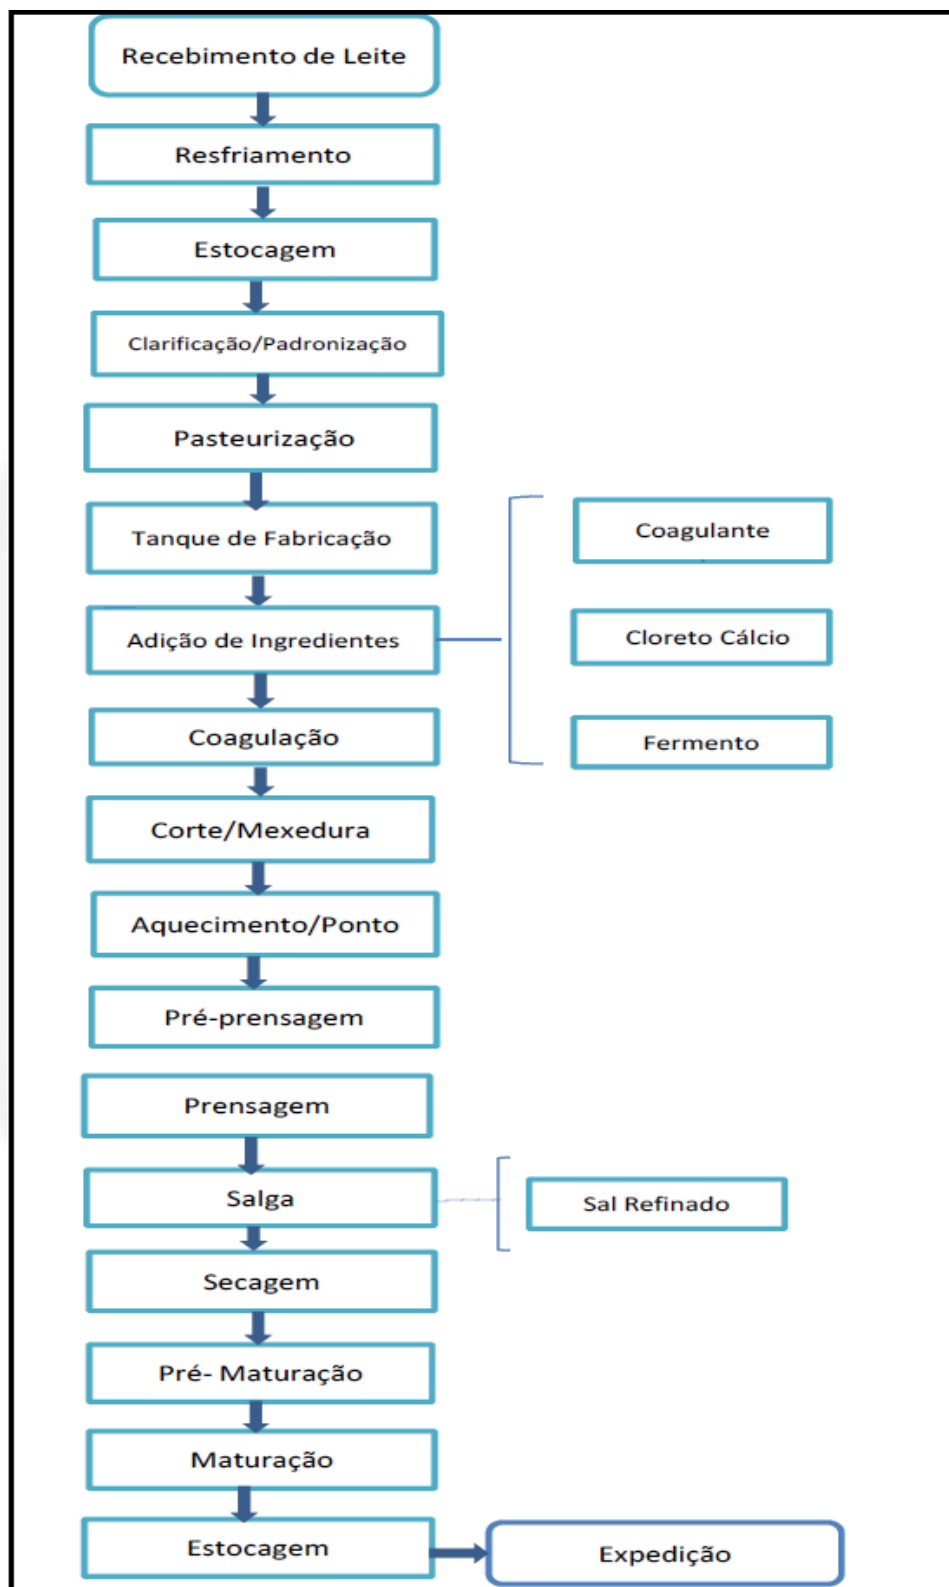 Recebimento de Leite
Resfriamento
Estocagem
Clarificação/Padronização
Pasteurização
Tanque de Fabricação
Adição de Ingredientes
Coagulante
Cloreto Cálcio
Fermento
Coagulação
Corte/Mexedura
Aquecimento/Ponto
Pré-prensagem
Prensagem
Salga
Sal Refinado
Secagem
Pré- Maturação
Maturação
Estocagem
Expedição